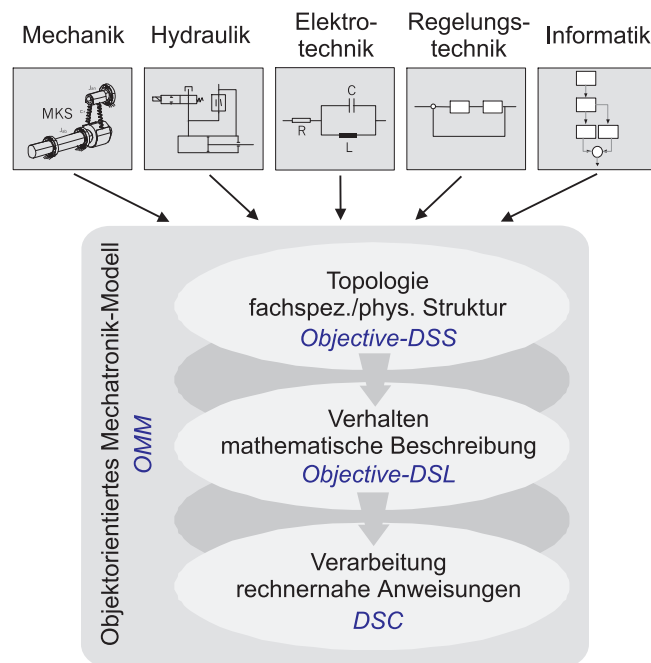 Mechanik
Hydraulik
Elektro-
technik
Regelungs-
technik
Informatik
MKS
C
R
L
Objektorientiertes Mechatronik-Modell
OMM
Topologie
fachspez./phys. Struktur
Objective-DSS
Verhalten
mathematische Beschreibung
Objective-DSL
Verarbeitung
rechnernahe Anweisungen
DSC